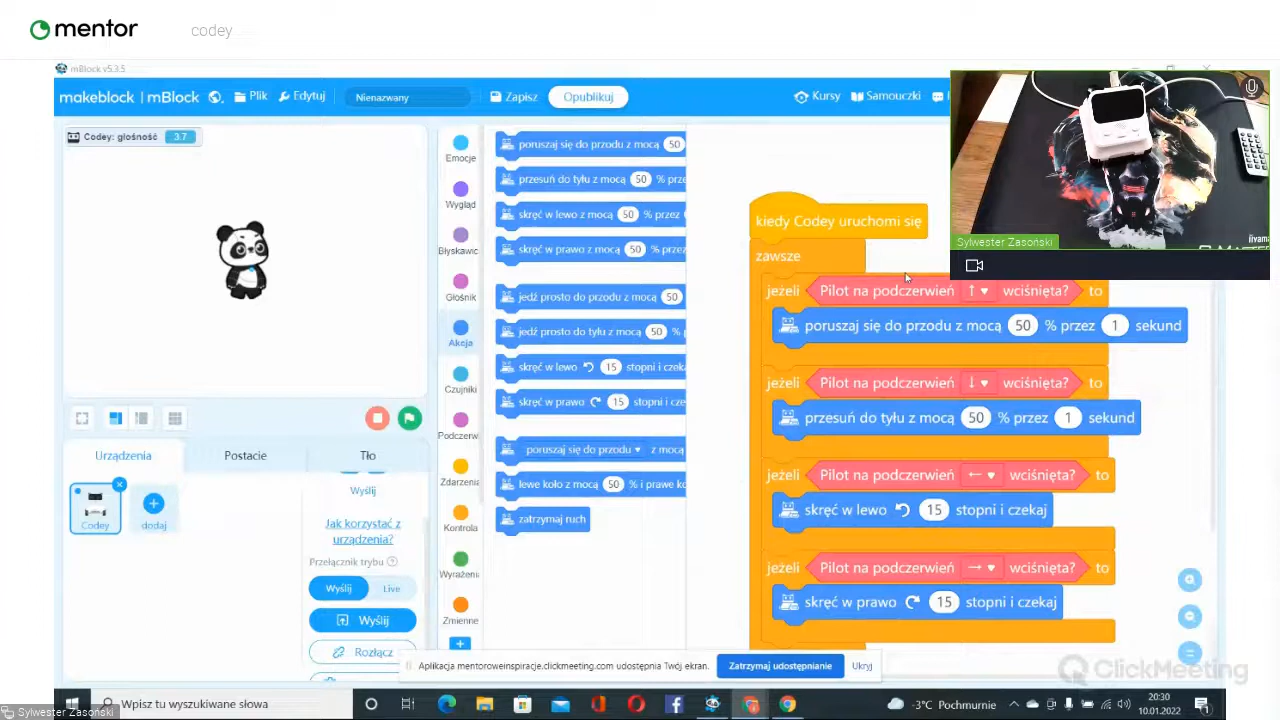 mentor
codey
mBlock v5.3.5
makeblock | mBlock
Plik
Edytuj
Nienazwany
Zapisz
Opublikuj
Kursy
Samouczki
Codey: głośność 3.7
Emocje
Wygląd
Błyskawic
Głośnik
Akcja
Czujniki
Podczerw
Zdarzenia
Kontrola
Wyrażenia
Zmienne
poruszaj się do przodu z mocą 50
przesuń do tyłu z mocą 50 % prze
skręć w lewo z mocą 50 % przez
skręć w prawo z mocą 50 % przez
jedź prosto do przodu z mocą 50
jedź prosto do tyłu z mocą 50 %
skręć w lewo 15 stopni i czeka
skręć w prawo 15 stopni i cze
poruszaj się do przodu z mocą
lewe koło z mocą 50 % i prawe ko
zatrzymaj ruch
kiedy Codey uruchomi się
zawsze
jeżeli Pilot na podczerwień ↑ wciśnięta? to
poruszaj się do przodu z mocą 50 % przez 1 sekund
jeżeli Pilot na podczerwień ↓ wciśnięta? to
przesuń do tyłu z mocą 50 % przez 1 sekund
jeżeli Pilot na podczerwień ← wciśnięta? to
skręć w lewo 15 stopni i czekaj
jeżeli Pilot na podczerwień → wciśnięta? to
skręć w prawo 15 stopni i czekaj
Sylwester Zasoński
iiyama
Urządzenia
Postacie
Tło
Codey
dodaj
Wyślij
Jak korzystać z
urządzenia?
Przełącznik trybu
Wyślij
Live
Wyślij
Rozłącz
Aplikacja mentoroweinspiracje.clickmeeting.com udostępnia Twój ekran.
Zatrzymaj udostępnianie
Ukryj
ClickMeeting
Wpisz tu wyszukiwane słowa
-3°C Pochmurnie
20:30
10.01.2022
1
Sylwester Zasoński